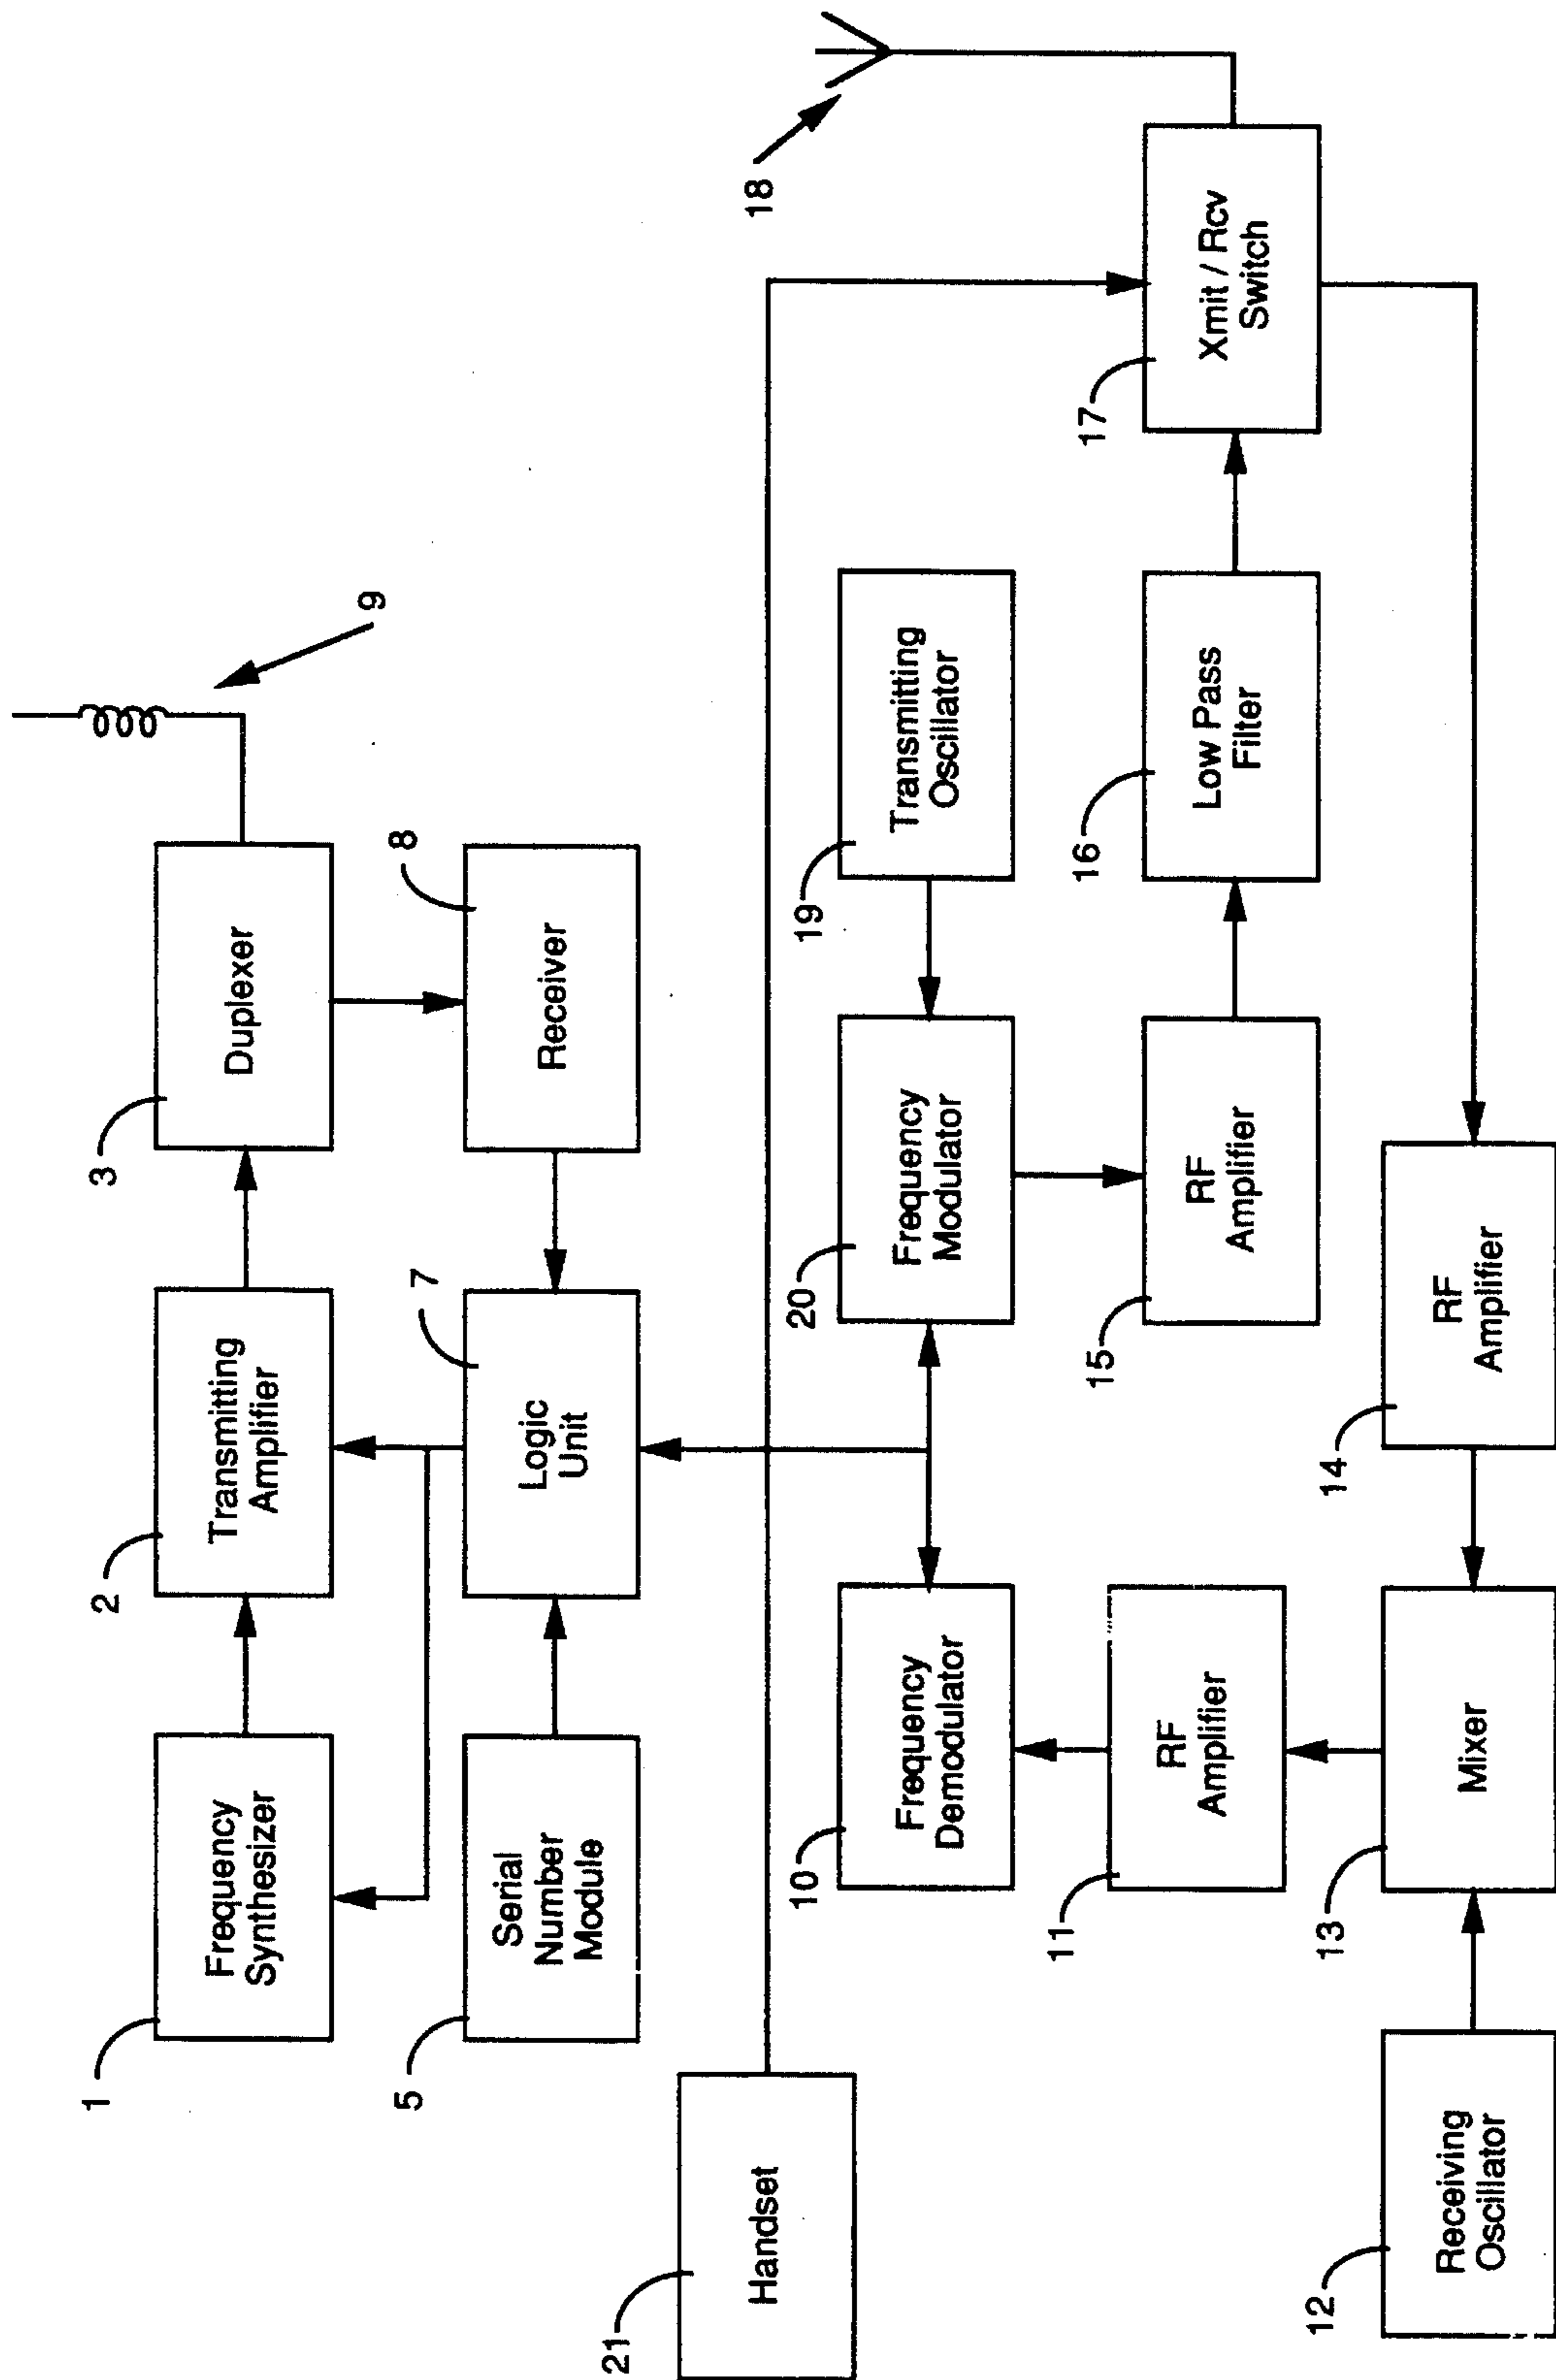 9
3
Duplexer
8
Receiver
2
Transmitting
Amplifier
7
Logic
Unit
1
Frequency
Synthesizer
5
Serial
Number
Module
21
Handset
18
17
Xmit / Rcv
Switch
19
Transmitting
Oscillator
16
Low Pass
Filter
20
Frequency
Modulator
15
RF
Amplifier
14
RF
Amplifier
10
Frequency
Demodulator
11
RF
Amplifier
13
Mixer
12
Receiving
Oscillator